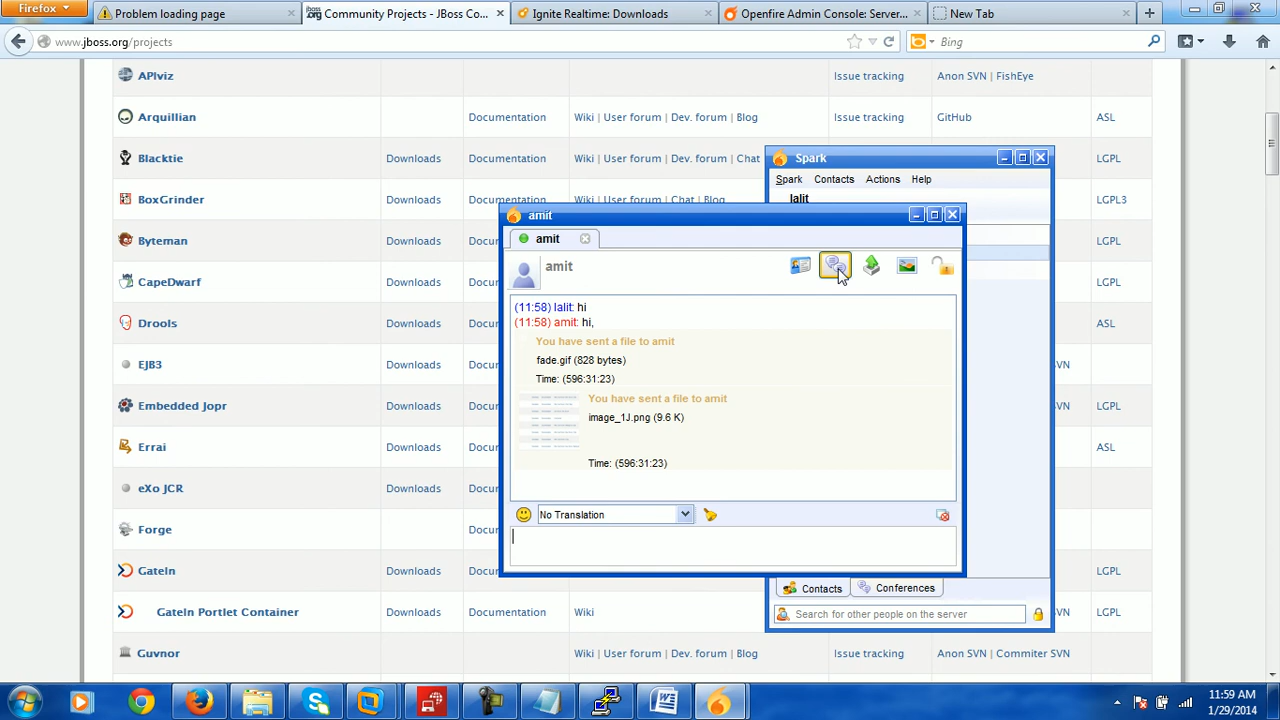 Firefox
Problem loading page
Community Projects - JBoss Co...
Ignite Realtime: Downloads
Openfire Admin Console: Server...
New Tab
www.jboss.org/projects
Bing
APIviz Issue tracking Anon SVN | FishEye
Arquillian Documentation Wiki | User forum | Dev. forum | Blog Issue tracking GitHub ASL
Blacktie Downloads Documentation Wiki | User forum | Dev. forum | Chat LGPL
BoxGrinder Downloads Documentation Wiki | User forum | Chat | Blog LGPL3
Byteman Downloads LGPL
CapeDwarf Downloads LGPL
Drools Downloads ASL
EJB3 Downloads
Embedded Jopr Downloads LGPL
Errai Downloads ASL
eXo JCR Downloads
Forge Downloads
GateIn Downloads Documentation LGPL
GateIn Portlet Container Downloads Documentation Wiki LGPL
Guvnor Wiki | User forum | Dev. forum | Blog Issue tracking Anon SVN | Commiter SVN
Spark
Spark Contacts Actions Help
lalit
amit
amit
amit
(11:58) lalit: hi
(11:58) amit: hi,
You have sent a file to amit
fade.gif (828 bytes)
Time: (596:31:23)
You have sent a file to amit
image_1J.png (9.6 K)
Time: (596:31:23)
No Translation
Contacts Conferences
Search for other people on the server
11:59 AM
1/29/2014